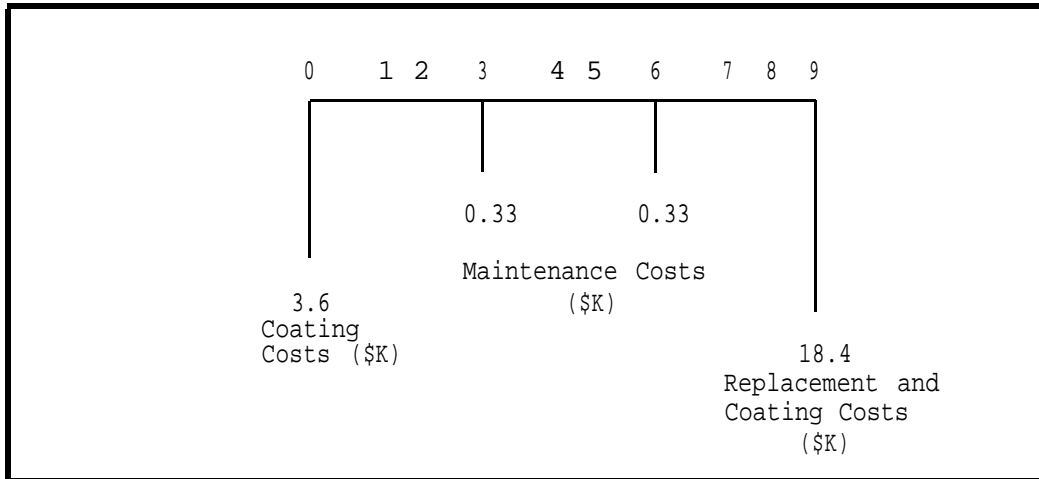 0 1 2 3 4 5 6 7 8 9
0.33 0.33
Maintenance Costs
($K)
3.6
Coating
Costs ($K)
18.4
Replacement and
Coating Costs
($K)